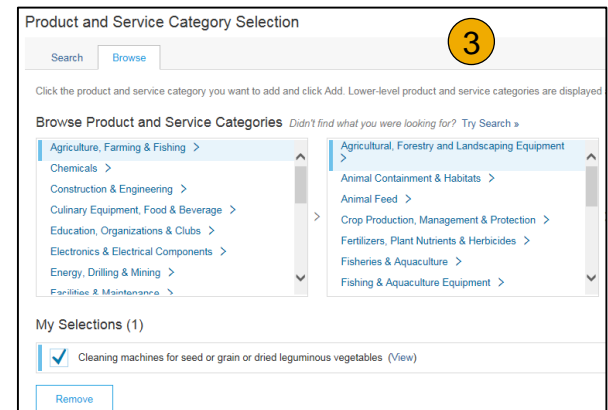 Product and Service Category Selection
3
Search Browse
Click the product and service category you want to add and click Add. Lower-level product and service categories are displayed
Browse Product and Service Categories Didn't find what you were looking for? Try Search »
Agriculture, Farming & Fishing >
Chemicals >
Construction & Engineering >
Culinary Equipment, Food & Beverage >
Education, Organizations & Clubs >
Electronics & Electrical Components >
Energy, Drilling & Mining >
Facilities & Maintenance >
>
Agricultural, Forestry and Landscaping Equipment
>
Animal Containment & Habitats >
Animal Feed >
Crop Production, Management & Protection >
Fertilizers, Plant Nutrients & Herbicides >
Fisheries & Aquaculture >
Fishing & Aquaculture Equipment >
My Selections (1)
Cleaning machines for seed or grain or dried leguminous vegetables (View)
Remove